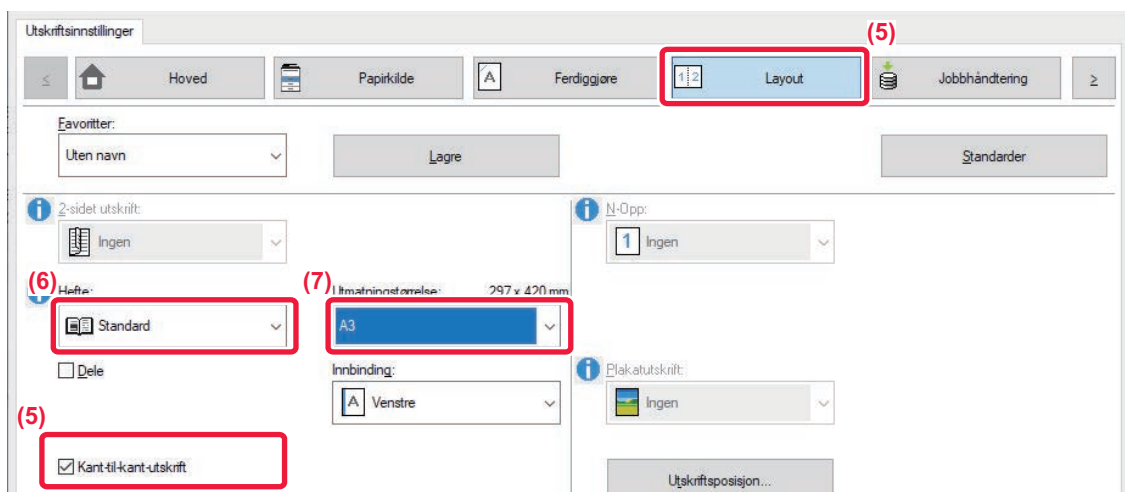 Utskriftsinnstillinger
(5)
≤ Hoved Papirkilde A Ferdiggjøre 1 2 Layout Jobbhåndtering ≥
Favoritter:
Uten navn Lagre Standarder
2-sidet utskrift: N-Opp:
Ingen 1 Ingen
(6) Hefte: (7) Utmatningstørrelse: 297 x 420 mm
Standard A3
Dele Innbinding: Plakatutskrift:
A Venstre Ingen
(5)
Kant-til-kant-utskrift Utskriftsposisjon...